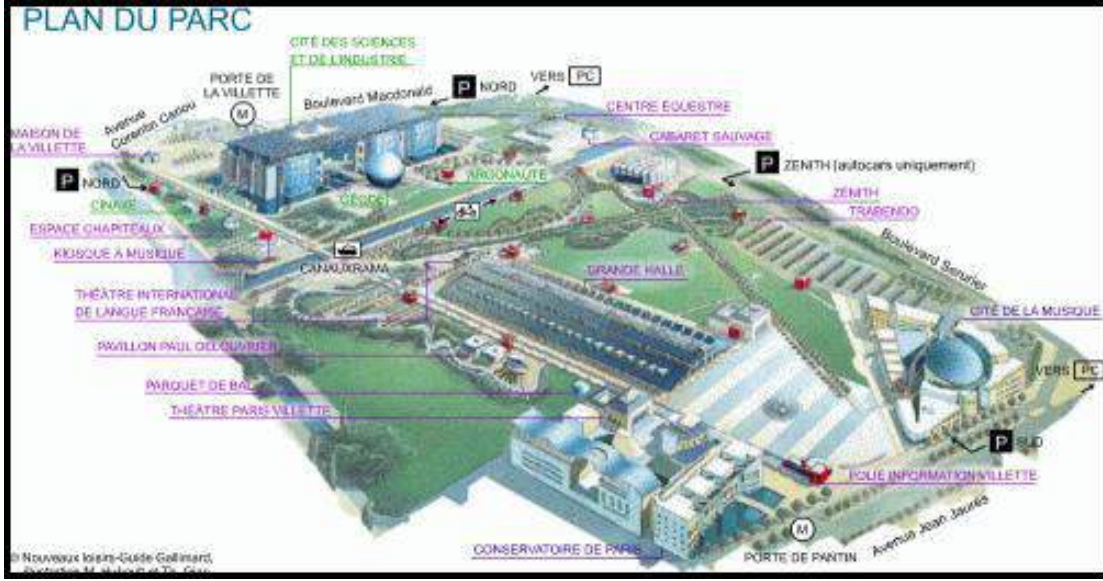 PLAN DU PARC
CITÉ DES SCIENCES
ET DE L'INDUSTRIE
PORTE DE
LA VILLETTE
M
Boulevard Macdonald
P NORD
VERS PC
Avenue
Corentin Cariou
CENTRE ÉQUESTRE
MAISON DE
LA VILLETTE
CABARET SAUVAGE
P ZENITH (autocars uniquement)
P NORD
ARGONAUTE
CINAXE
GÉODE
ZENITH
TRABENDO
ESPACE CHAPITEAUX
KIOSQUE À MUSIQUE
CANAUXRAMA
Boulevard Serurier
GRANDE HALLE
THÉÂTRE INTERNATIONAL
DE LANGUE FRANÇAISE
CITÉ DE LA MUSIQUE
PAVILLON PAUL DELOUVRIER
VERS PC
PARQUET DE BAL
THÉÂTRE PARIS VILLETTE
P SUD
FOLIE INFORMATION VILLETTE
M
Avenue Jean Jaurès
CONSERVATOIRE DE PARIS
PORTE DE PANTIN
© Nouveaux loisirs-Guide Gallimard,